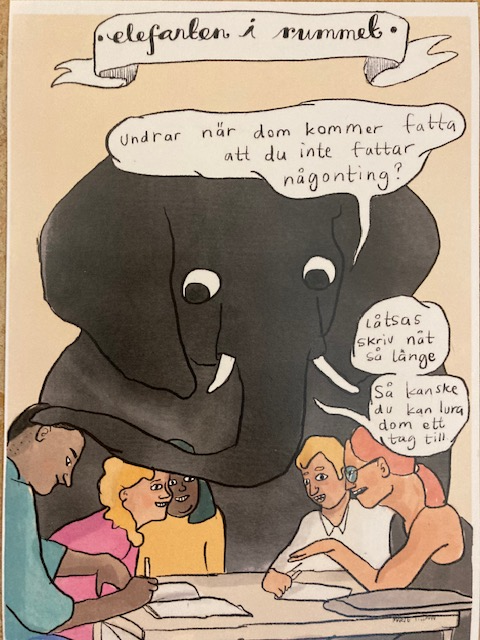 ·elefanten i rummet·
Undrar när dom kommer fatta
att du inte fattar
någonting?
Låtsas
skriv nåt
så länge
Så kanske
du kan lura
dom ett
tag till